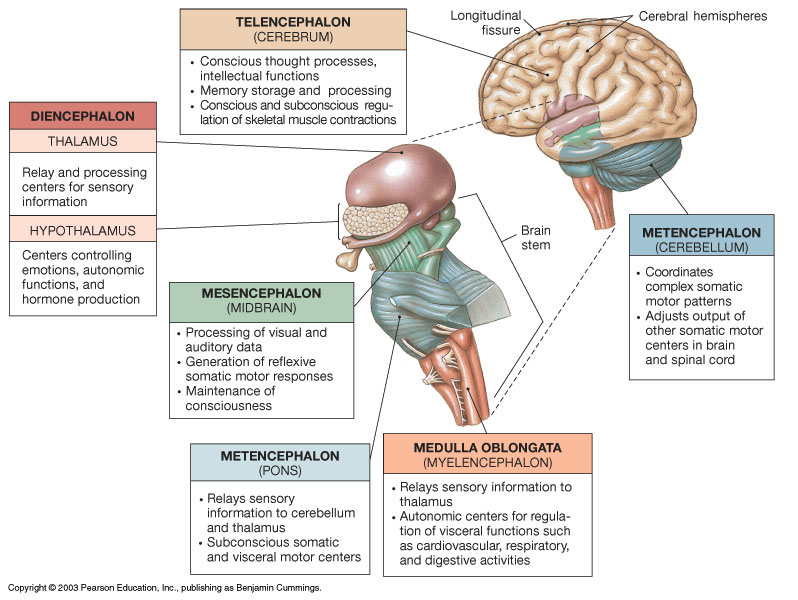 TELENCEPHALON
(CEREBRUM)
• Conscious thought processes,
intellectual functions
• Memory storage and processing
• Conscious and subconscious regu-
lation of skeletal muscle contractions
Longitudinal
fissure
Cerebral hemispheres
DIENCEPHALON
THALAMUS
Relay and processing
centers for sensory
information
HYPOTHALAMUS
Centers controlling
emotions, autonomic
functions, and
hormone production
Brain
stem
METENCEPHALON
(CEREBELLUM)
• Coordinates
complex somatic
motor patterns
• Adjusts output of
other somatic motor
centers in brain
and spinal cord
MESENCEPHALON
(MIDBRAIN)
• Processing of visual and
auditory data
• Generation of reflexive
somatic motor responses
• Maintenance of
consciousness
METENCEPHALON
(PONS)
• Relays sensory
information to cerebellum
and thalamus
• Subconscious somatic
and visceral motor centers
MEDULLA OBLONGATA
(MYELENCEPHALON)
• Relays sensory information to
thalamus
• Autonomic centers for regula-
tion of visceral functions such
as cardiovascular, respiratory,
and digestive activities
Copyright © 2003 Pearson Education, Inc., publishing as Benjamin Cummings.